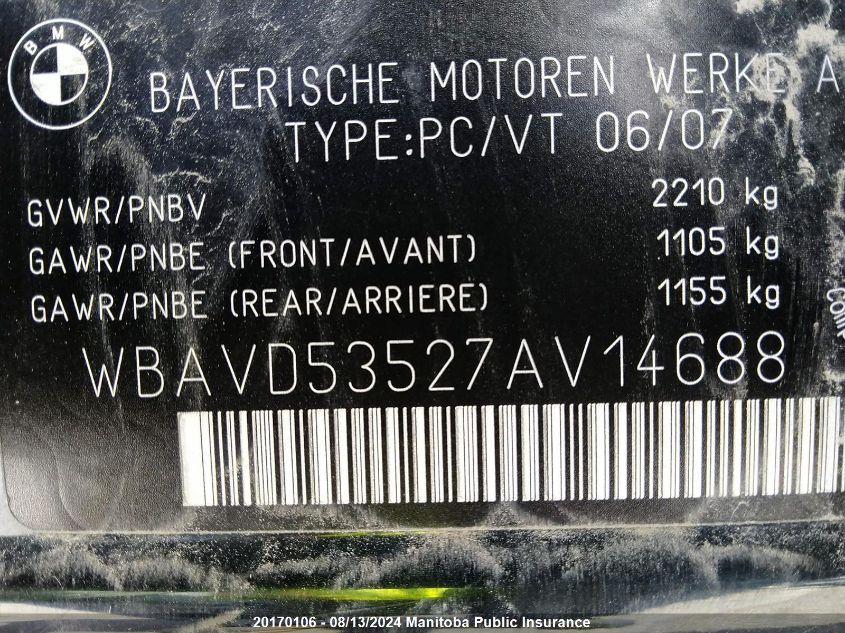 BMW
BAYERISCHE MOTOREN WERKE A
TYPE:PC/VT 06/07
GVWR/PNBV 2210 kg
GAWR/PNBE (FRONT/AVANT) 1105 kg
GAWR/PNBE (REAR/ARRIERE) 1155 kg
WBAVD53527AV14688
20170106 - 08/13/2024 Manitoba Public Insurance